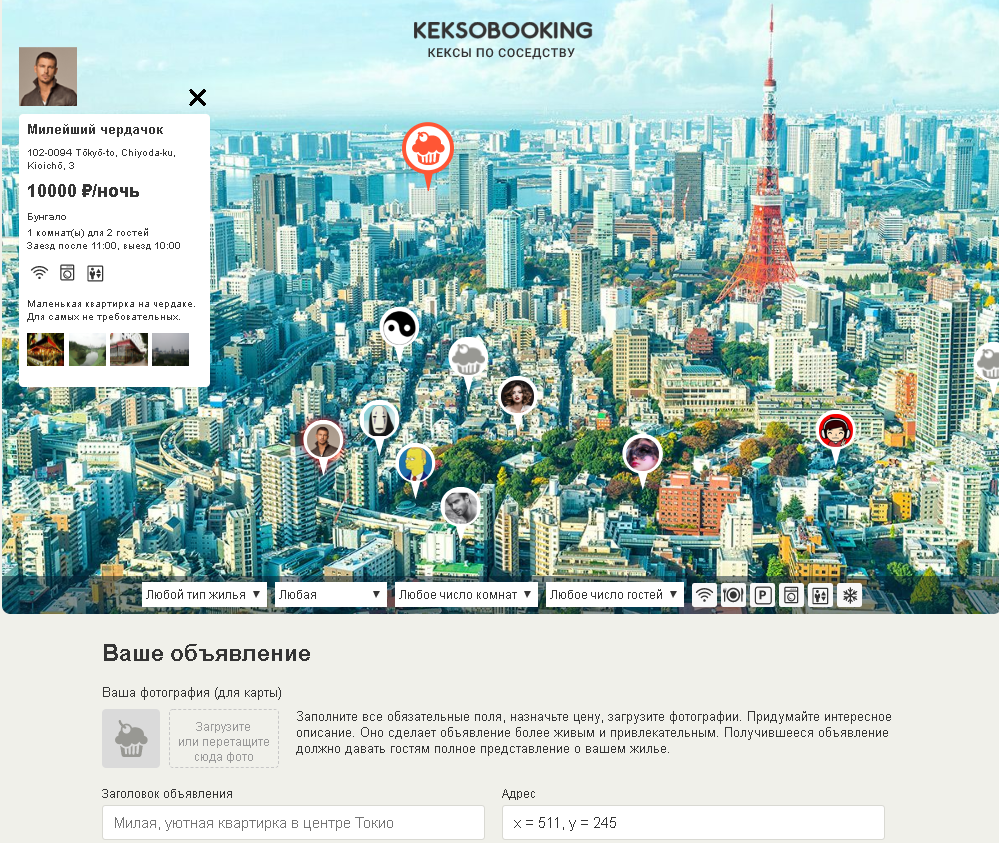 KEKSOBOOKING
КЕКСЫ ПО СОСЕДСТВУ
Милейший чердачок
102-0094 Tōkyō-to, Chiyoda-ku,
Kioichō, 3
10000 ₽/ночь
Бунгало
1 комнат(ы) для 2 гостей
Заезд после 11:00, выезд 10:00
Маленькая квартирка на чердаке.
Для самых не требовательных.
Любой тип жилья ▼
Любая ▼
Любое число комнат ▼
Любое число гостей ▼
P
Ваше объявление
Ваша фотография (для карты)
Загрузите
или перетащите
сюда фото
Заполните все обязательные поля, назначьте цену, загрузите фотографии. Придумайте интересное
описание. Оно сделает объявление более живым и привлекательным. Получившееся объявление
должно давать гостям полное представление о вашем жилье.
Заголовок объявления
Милая, уютная квартирка в центре Токио
Адрес
x = 511, y = 245